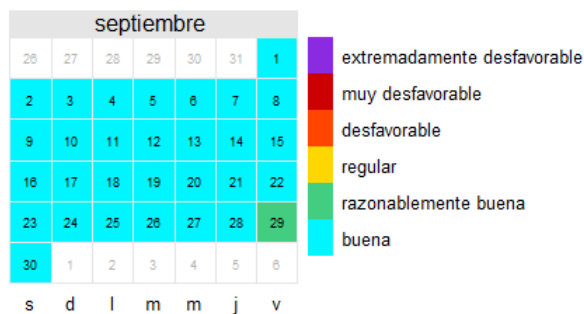 septiembre
26 27 28 29 30 31 1
2 3 4 5 6 7 8
9 10 11 12 13 14 15
16 17 18 19 20 21 22
23 24 25 26 27 28 29
30 1 2 3 4 5 6
s d l m m j v
extremadamente desfavorable
muy desfavorable
desfavorable
regular
razonablemente buena
buena